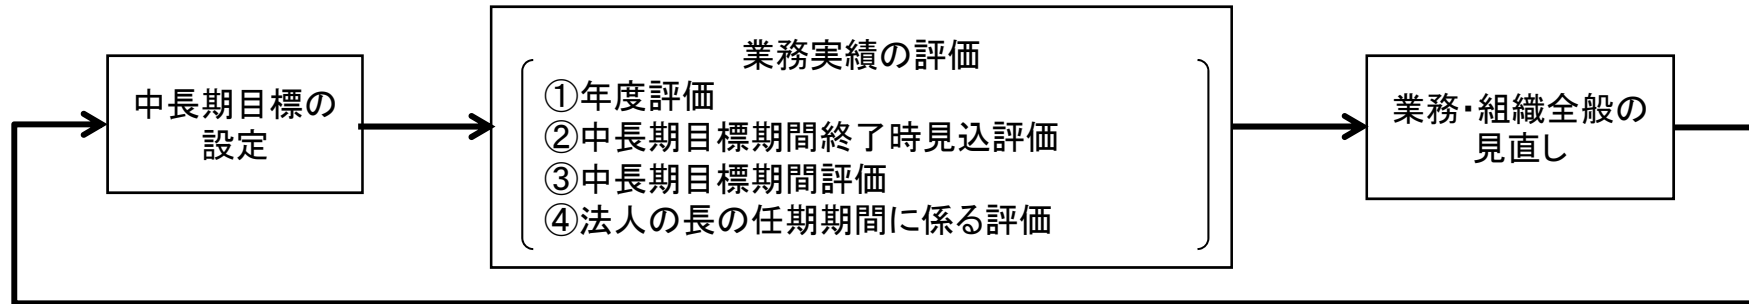 中長期目標の
設定
業務実績の評価
①年度評価
②中長期目標期間終了時見込評価
③中長期目標期間評価
④法人の長の任期期間に係る評価
業務・組織全般の
見直し